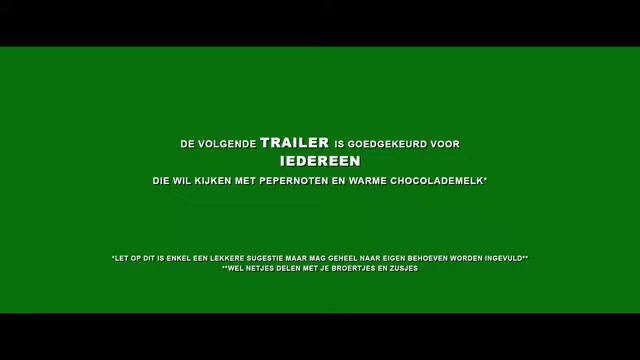 DE VOLGENDE TRAILER IS GOEDGEKEURD VOOR
IEDEREEN
DIE WIL KIJKEN MET PEPERNOTEN EN WARME CHOCOLADEMELK*
*LET OP DIT IS ENKEL EEN LEKKERE SUGESTIE MAAR MAG GEHEEL NAAR EIGEN BEHOEVEN WORDEN INGEVULD**
**WEL NETJES DELEN MET JE BROERTJES EN ZUSJES